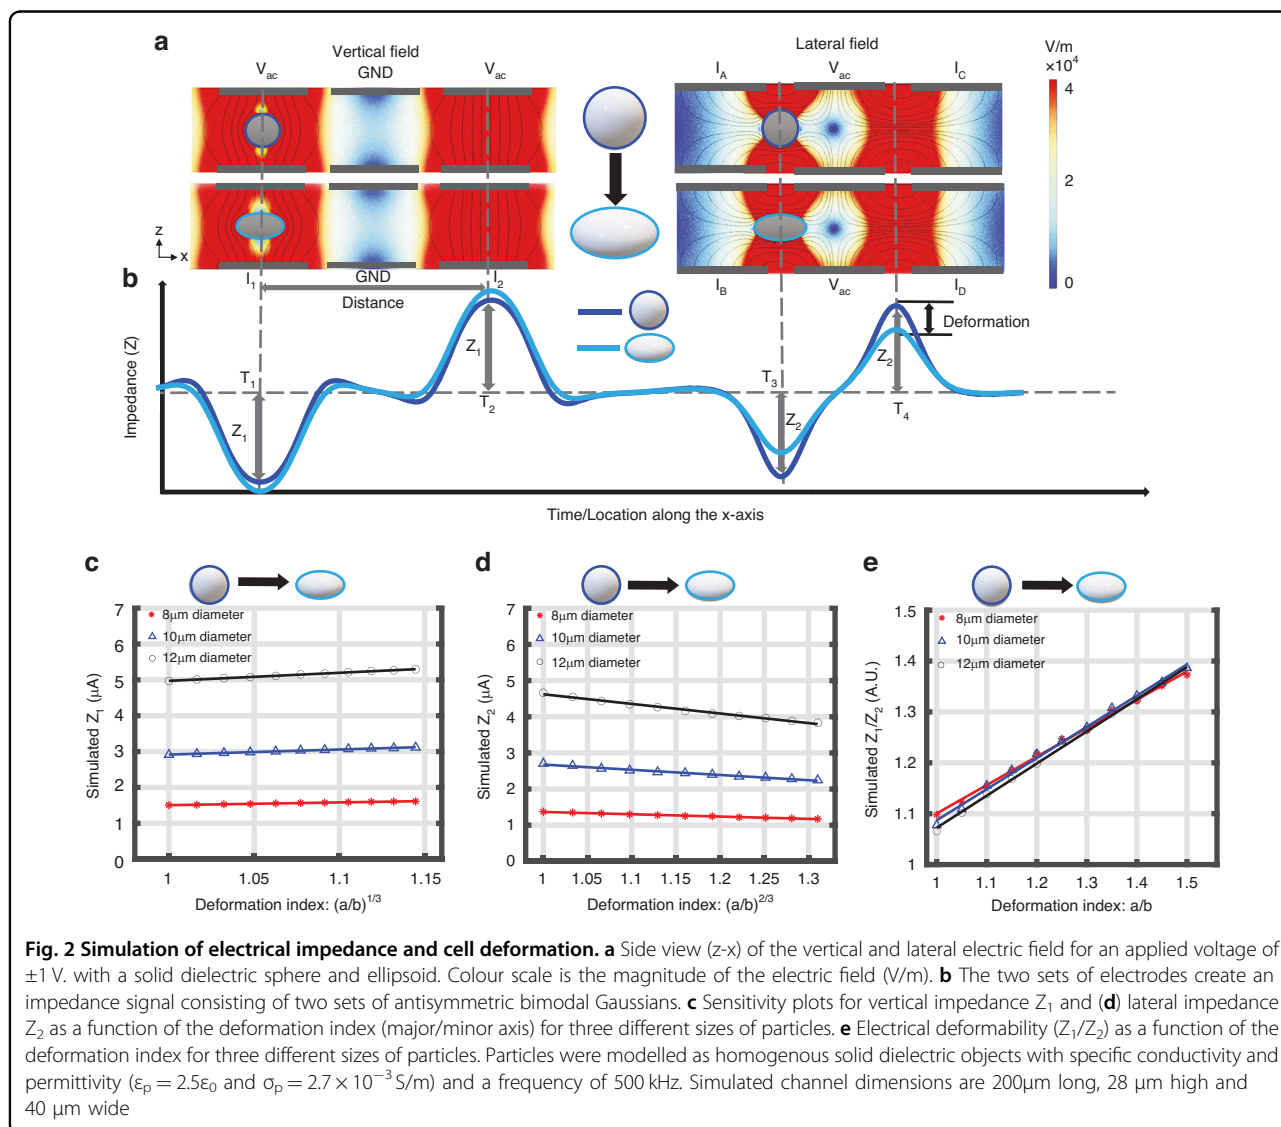 a
Vertical field
Lateral field
V/m
×10⁴
V_ac
GND
V_ac
I_A
V_ac
I_C
4
2
0
z
x
I_1
GND
I_2
I_B
V_ac
I_D
b
Distance
Deformation
Impedance (Z)
T_1
Z_1
Z_1
T_2
T_3
Z_2
Z_2
T_4
Time/Location along the x-axis
c
7
6
5
4
3
2
1
0
8μm diameter
10μm diameter
12μm diameter
Simulated Z_1 (μA)
1 1.05 1.1 1.15
Deformation index: (a/b)^1/3
d
7
6
5
4
3
2
1
0
8μm diameter
10μm diameter
12μm diameter
Simulated Z_2 (μA)
1 1.05 1.1 1.15 1.2 1.25 1.3
Deformation index: (a/b)^2/3
e
1.5
1.4
1.3
1.2
1.1
1
8μm diameter
10μm diameter
12μm diameter
Simulated Z_1/Z_2 (A.U.)
1 1.1 1.2 1.3 1.4 1.5
Deformation index: a/b
Fig. 2 Simulation of electrical impedance and cell deformation. a Side view (z-x) of the vertical and lateral electric field for an applied voltage of
±1 V. with a solid dielectric sphere and ellipsoid. Colour scale is the magnitude of the electric field (V/m). b The two sets of electrodes create an
impedance signal consisting of two sets of antisymmetric bimodal Gaussians. c Sensitivity plots for vertical impedance Z_1 and (d) lateral impedance
Z_2 as a function of the deformation index (major/minor axis) for three different sizes of particles. e Electrical deformability (Z_1/Z_2) as a function of the
deformation index for three different sizes of particles. Particles were modelled as homogenous solid dielectric objects with specific conductivity and
permittivity (ε_p = 2.5ε_0 and σ_p = 2.7 × 10⁻³ S/m) and a frequency of 500 kHz. Simulated channel dimensions are 200μm long, 28 μm high and
40 μm wide